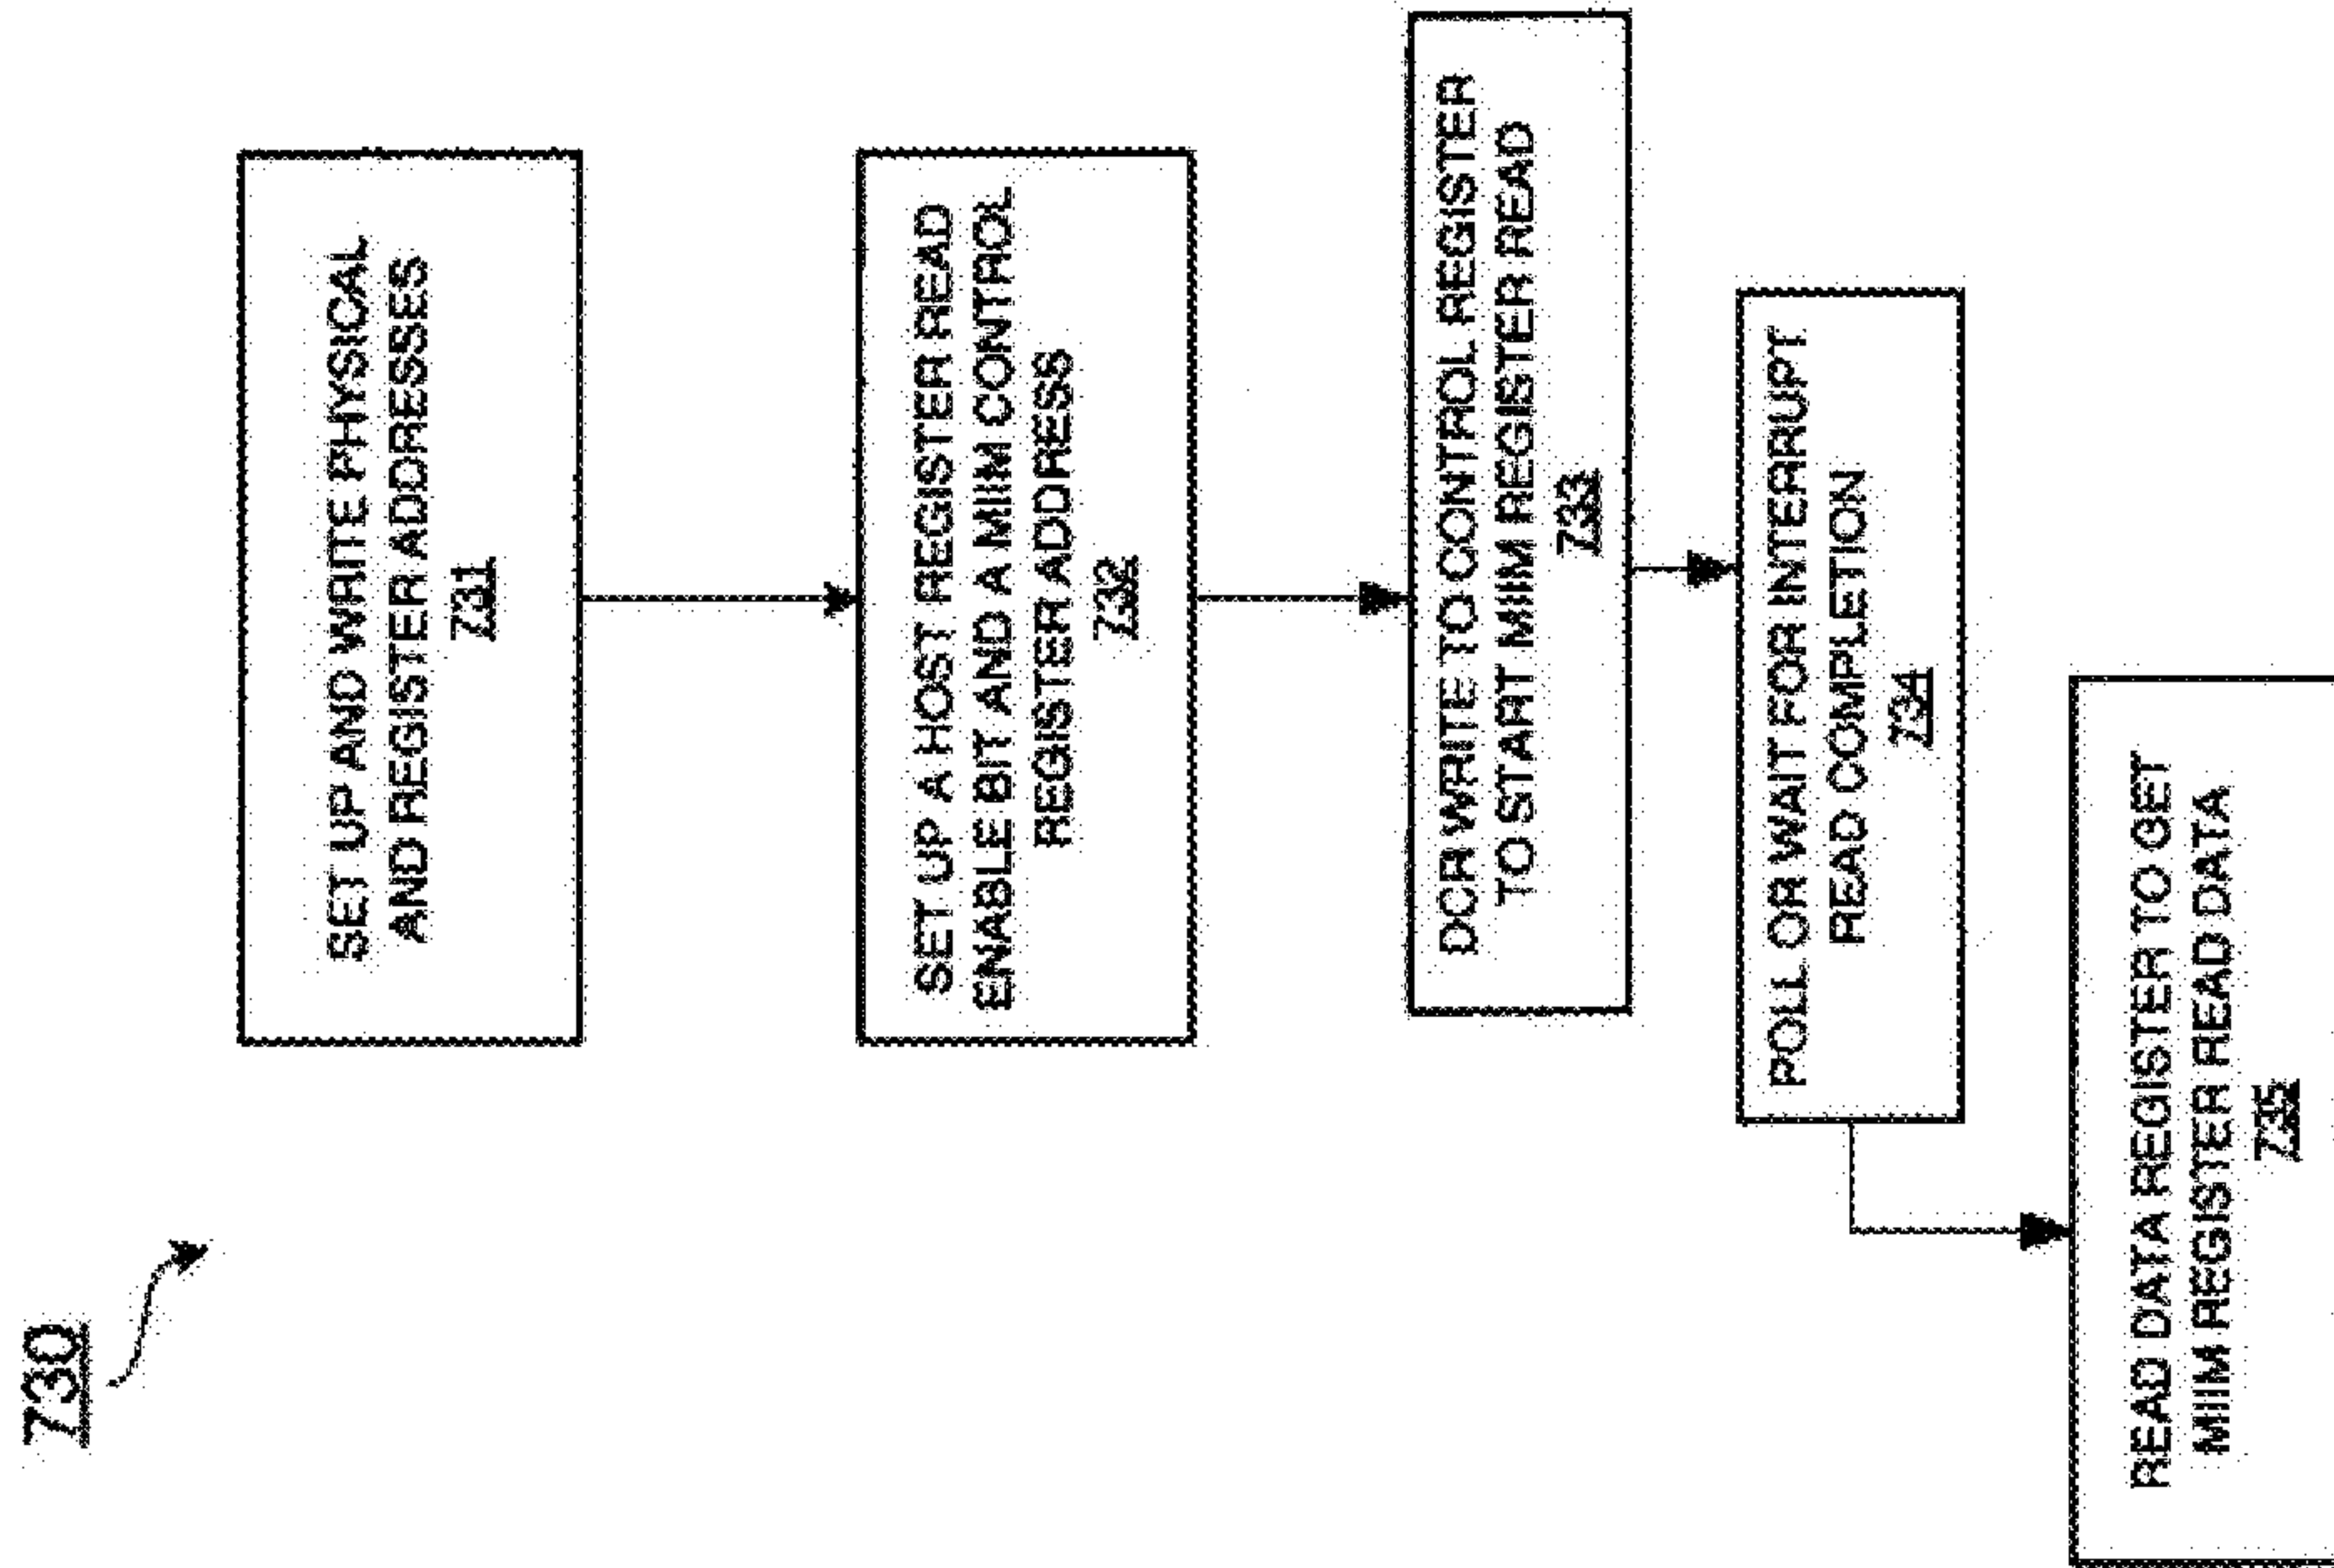 730
SET UP AND WRITE PHYSICAL
AND REGISTER ADDRESSES
731
SET UP A HOST REGISTER READ
ENABLE BIT AND A MIIM CONTROL
REGISTER ADDRESS
732
DCR WRITE TO CONTROL REGISTER
TO START MIIM REGISTER READ
733
POLL OR WAIT FOR INTERRUPT
READ COMPLETION
734
READ DATA REGISTER TO GET
MIIM REGISTER READ DATA
735